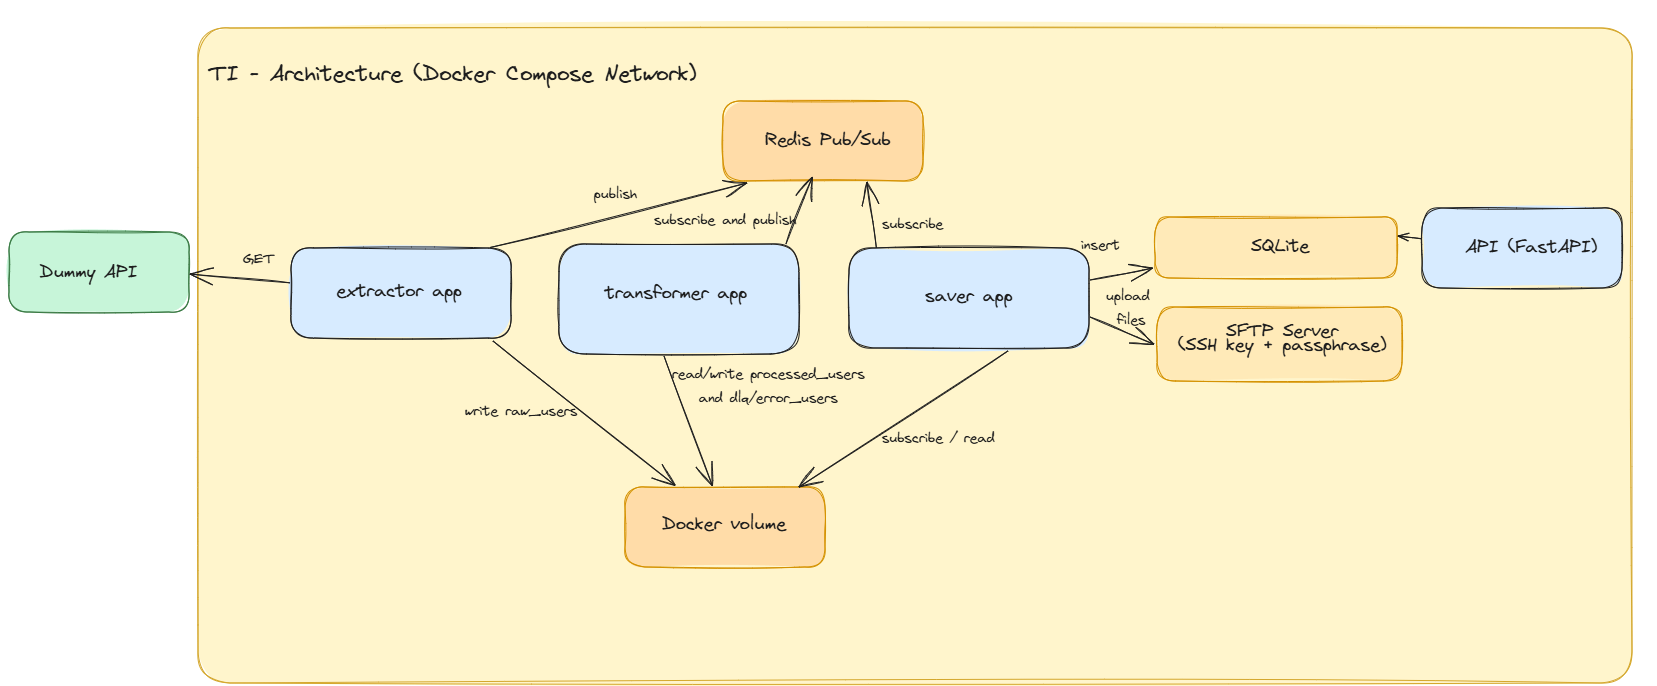 TI - Architecture (Docker Compose Network)
Redis Pub/Sub
publish
subscribe and publish
subscribe
insert
SQLite
API (FastAPI)
GET
Dummy API
extractor app
transformer app
saver app
upload
files
SFTP Server
(SSH key + passphrase)
read/write processed_users
and dlq/error_users
write raw_users
subscribe / read
Docker volume